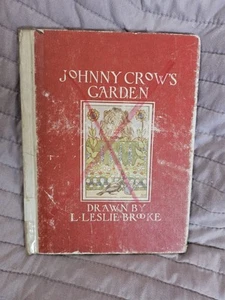 JOHNNY CROW'S
GARDEN
DRAWN BY
L·LESLIE·BROOKE